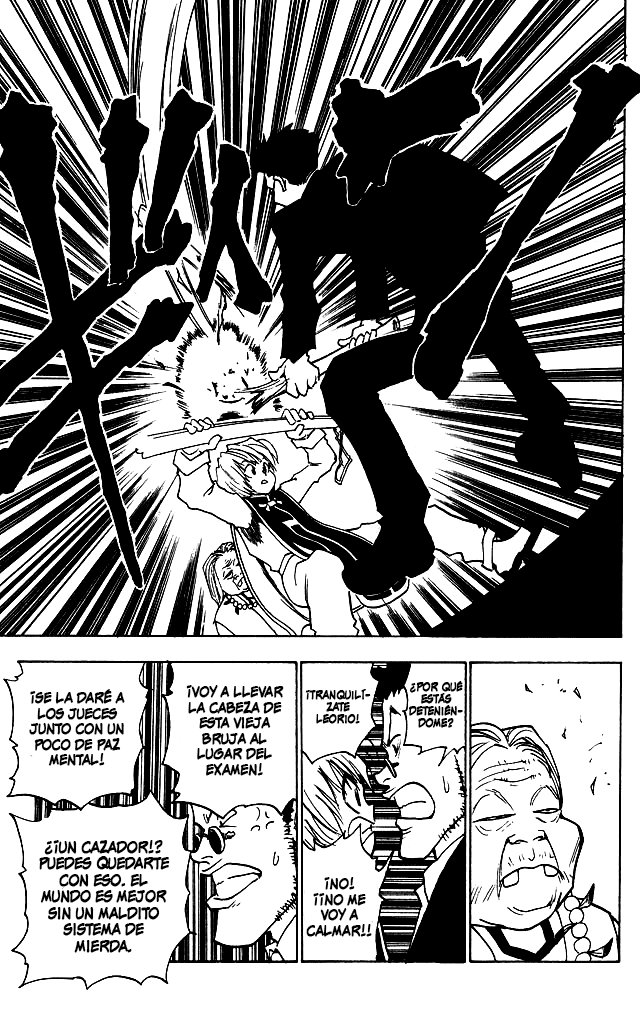 ¿POR QUÉ
ESTÁS
DETENIÉN-
DOME?
¡TRANQUILÍ-
ZATE
LEORIO!
¡NO!
¡¡NO ME
VOY A
CALMAR!!
¡VOY A LLEVAR
LA CABEZA DE
ESTA VIEJA
BRUJA AL
LUGAR DEL
EXAMEN!
¡SE LA DARÉ A
LOS JUECES
JUNTO CON UN
POCO DE PAZ
MENTAL!
¿¡UN CAZADOR!?
PUEDES QUEDARTE
CON ESO. EL
MUNDO ES MEJOR
SIN UN MALDITO
SISTEMA DE
MIERDA.